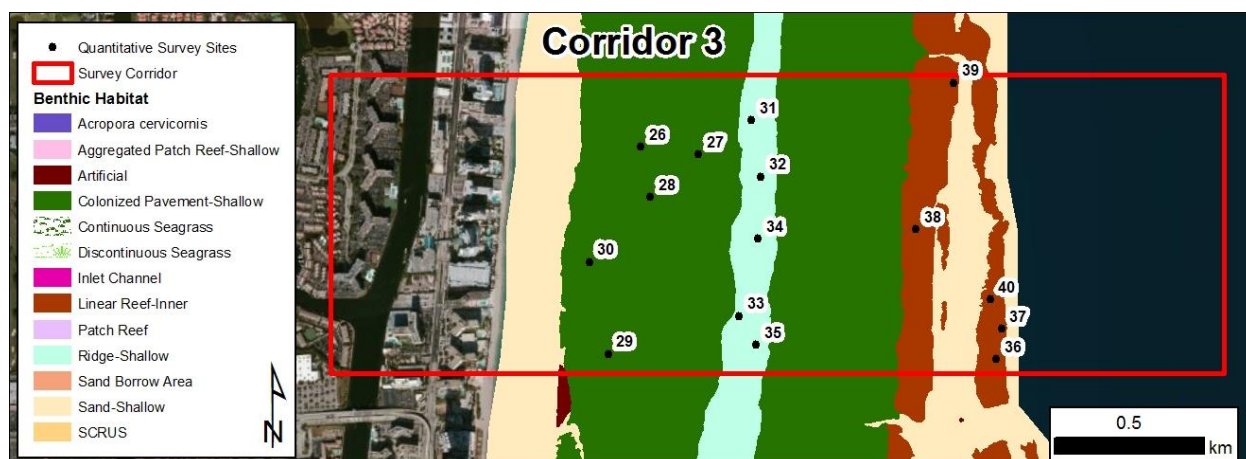 Quantitative Survey Sites
Survey Corridor
Benthic Habitat
Acropora cervicornis
Aggregated Patch Reef-Shallow
Artificial
Colonized Pavement-Shallow
Continuous Seagrass
Discontinuous Seagrass
Inlet Channel
Linear Reef-Inner
Patch Reef
Ridge-Shallow
Sand Borrow Area
Sand-Shallow
SCRUS
N
Corridor 3
39
31
26
27
32
28
38
34
30
40
33
37
35
29
36
0.5
km